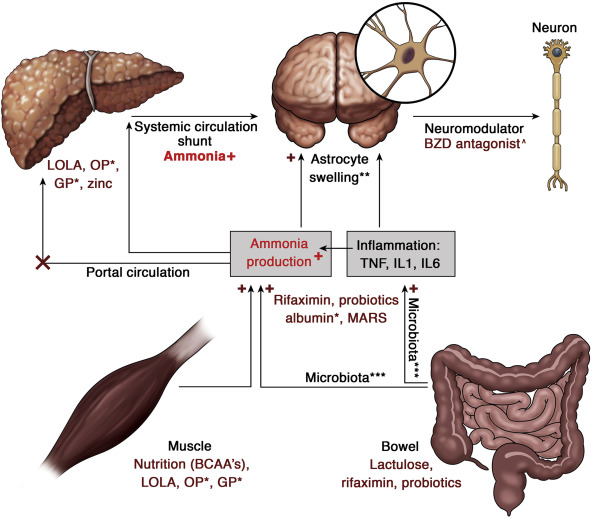 Neuron
Systemic circulation
shunt
Ammonia+
LOLA, OP*,
GP*, zinc
+
Astrocyte
swelling**
Neuromodulator
BZD antagonist^
Portal circulation
Ammonia
production+
Inflammation:
TNF, IL1, IL6
+ +
Rifaximin, probiotics
albumin*, MARS
+
Microbiota***
Microbiota***
Muscle
Nutrition (BCAA's),
LOLA, OP*, GP*
Bowel
Lactulose,
rifaximin, probiotics